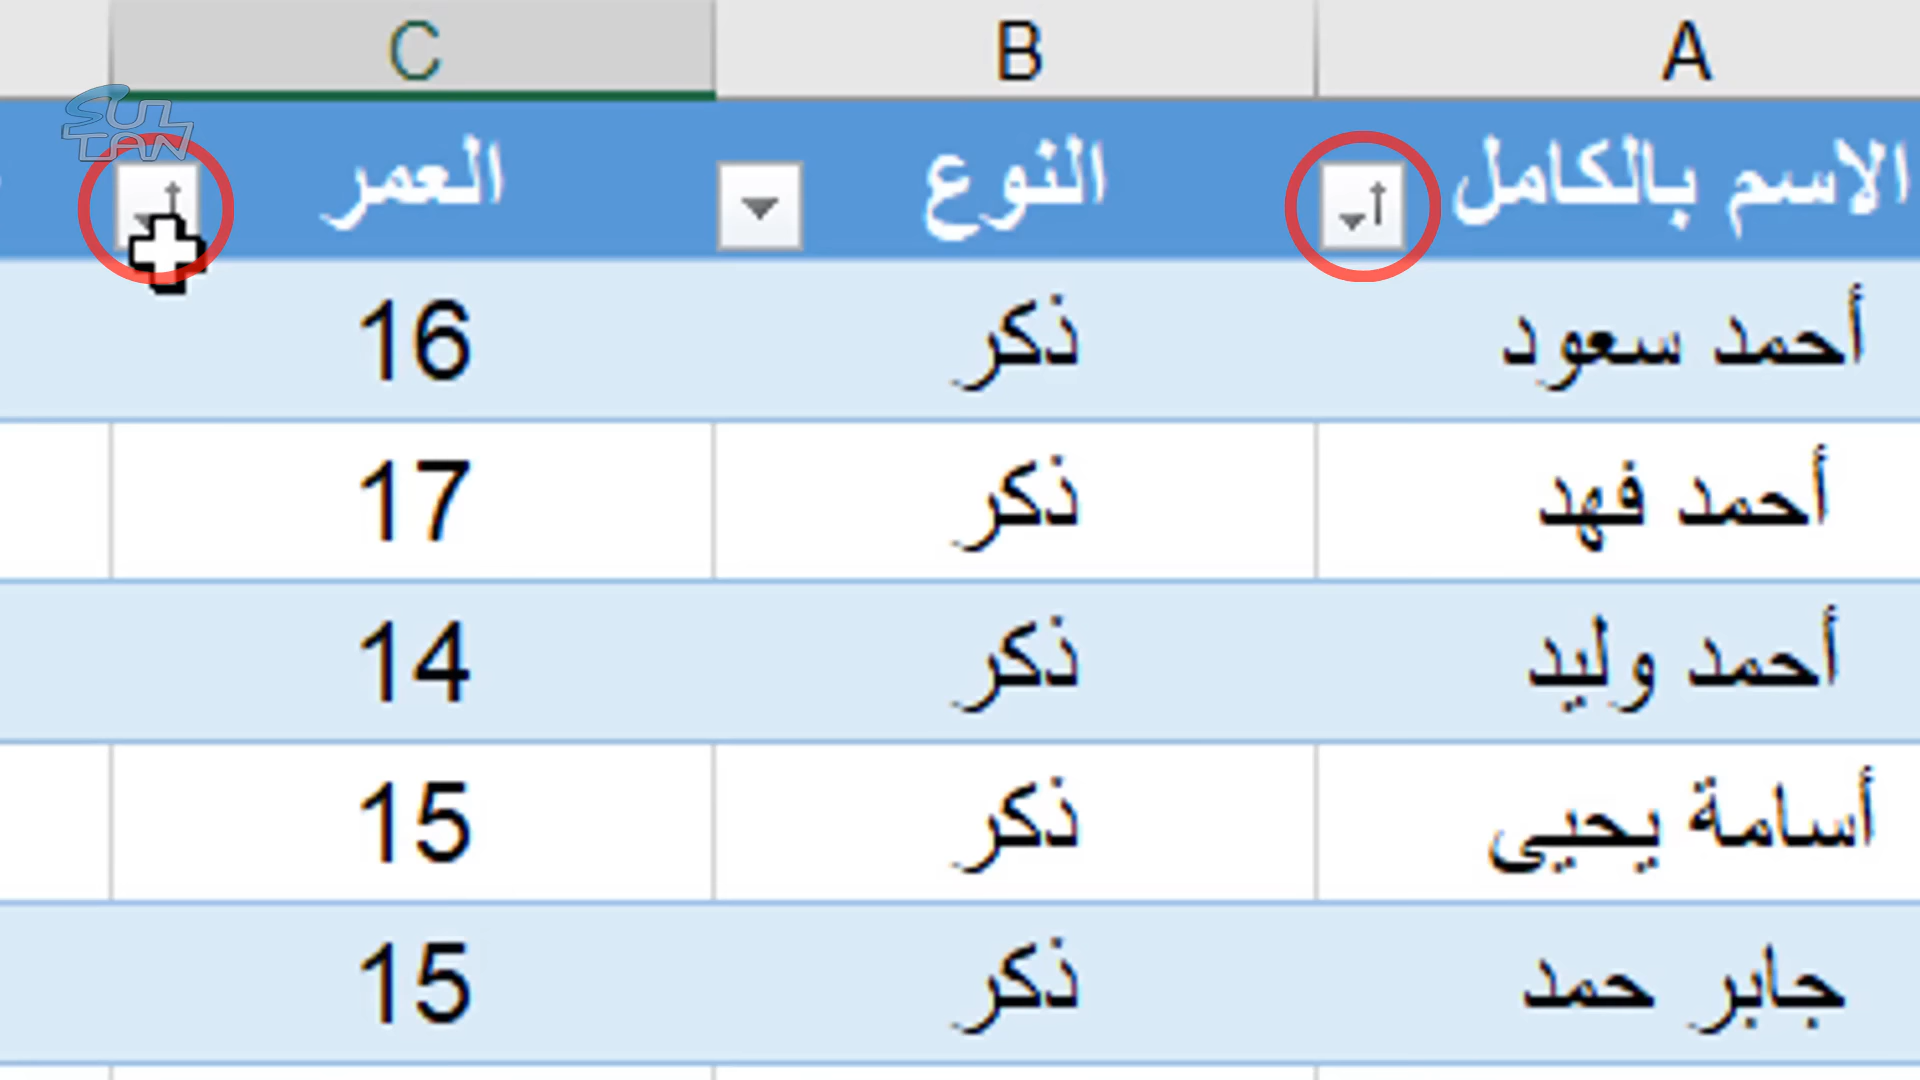 A B C
الاسم بالكامل النوع العمر
أحمد سعود ذكر 16
أحمد فهد ذكر 17
أحمد وليد ذكر 14
أسامة يحيى ذكر 15
جابر حمد ذكر 15
SULTAN